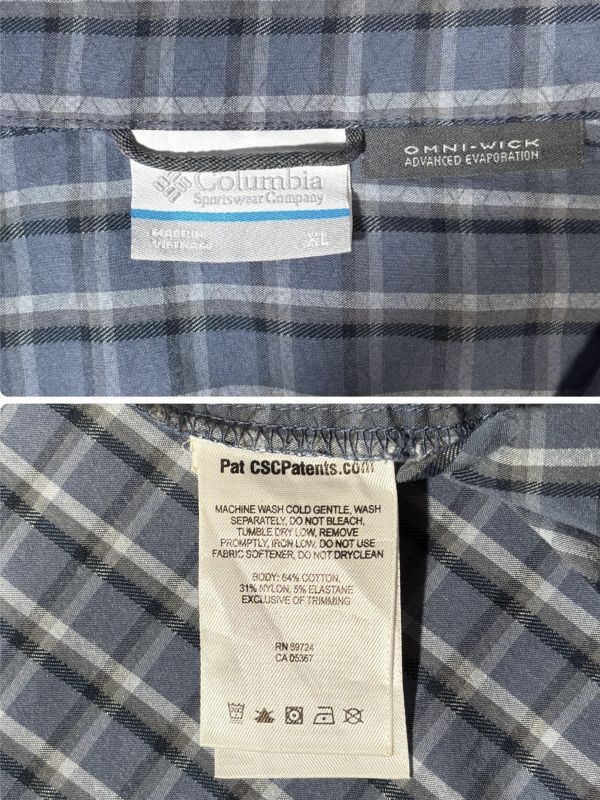 Columbia
Sportswear Company
MADE IN
VIETNAM
XL
OMNI-WICK
ADVANCED EVAPORATION
Pat CSCPatents.com
MACHINE WASH COLD GENTLE, WASH
SEPARATELY, DO NOT BLEACH,
TUMBLE DRY LOW, REMOVE
PROMPTLY, IRON LOW, DO NOT USE
FABRIC SOFTENER, DO NOT DRYCLEAN
BODY: 64% COTTON,
31% NYLON, 5% ELASTANE
EXCLUSIVE OF TRIMMING
RN 89724
CA 05367